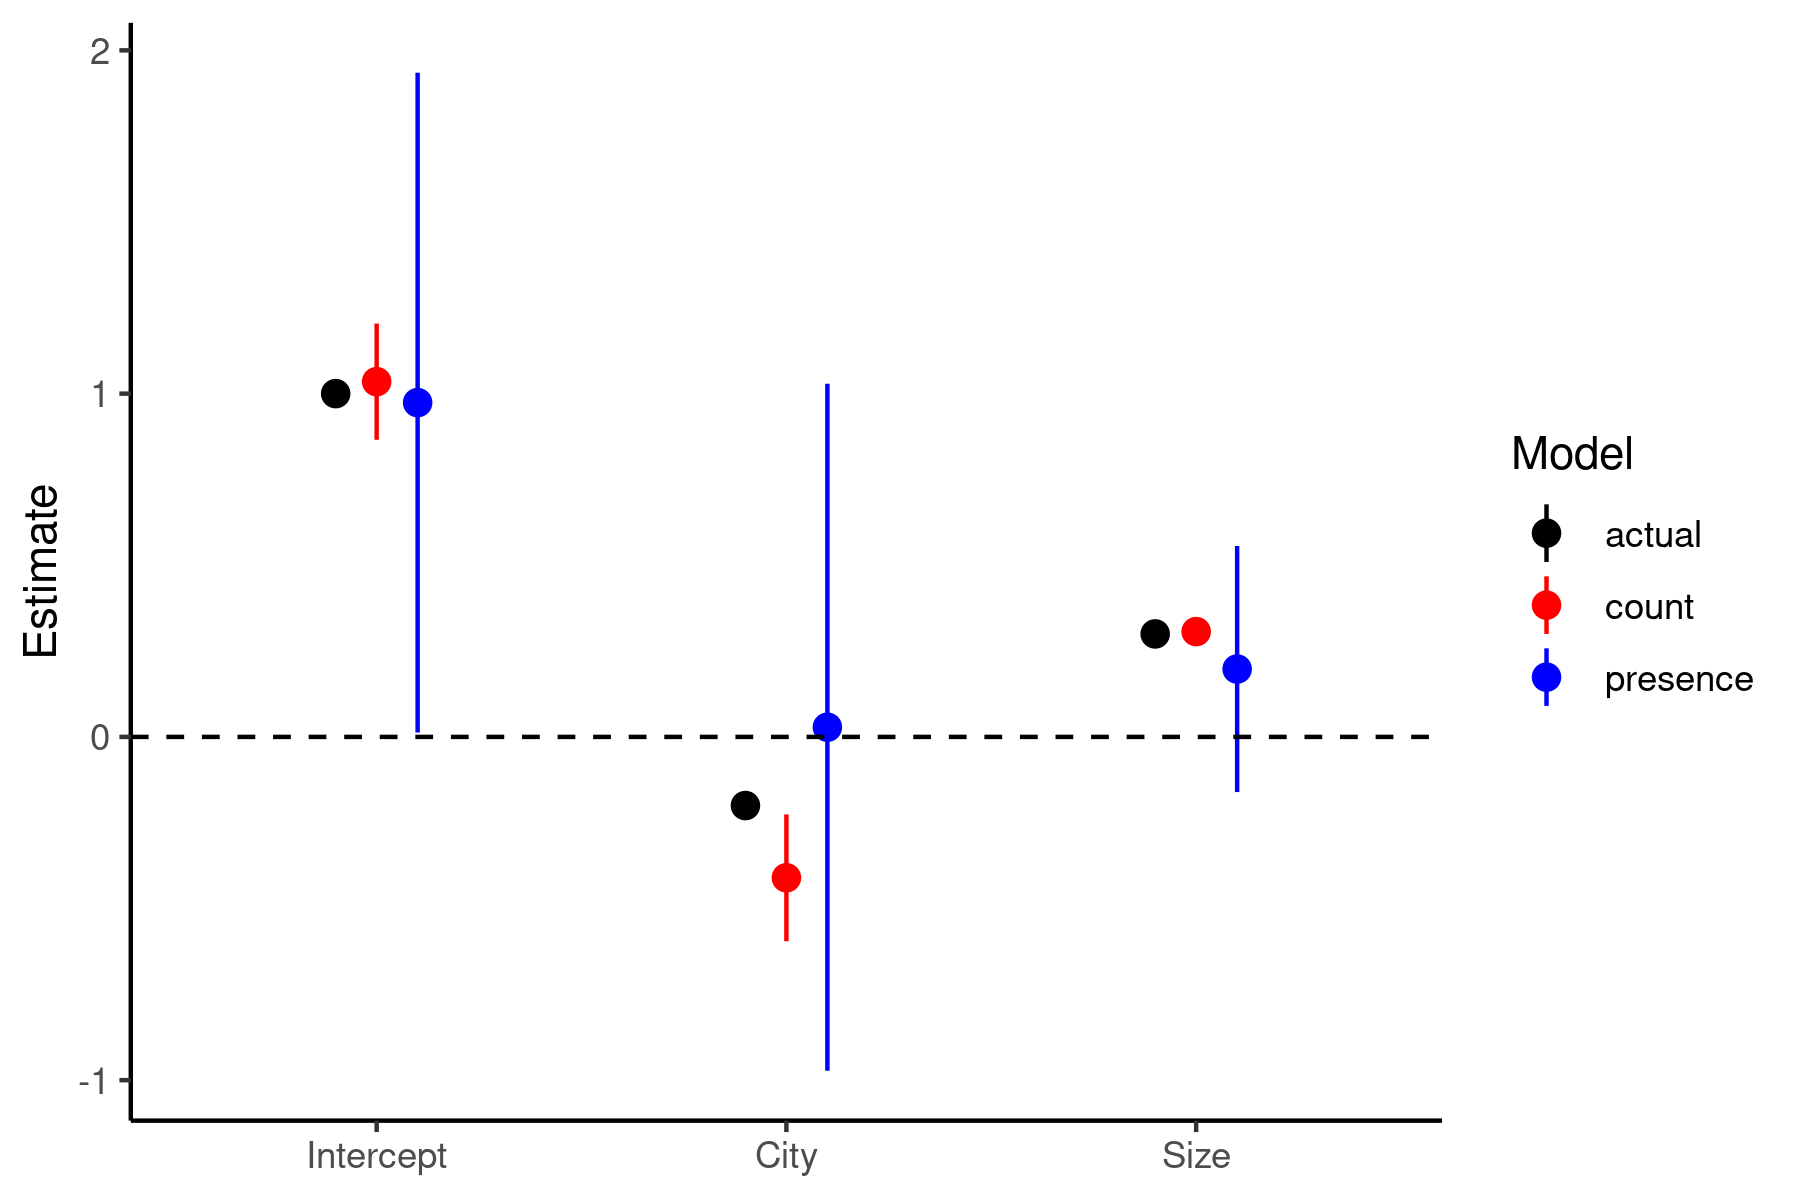 Estimate
2
1
0
-1
Intercept City Size
Model
actual
count
presence